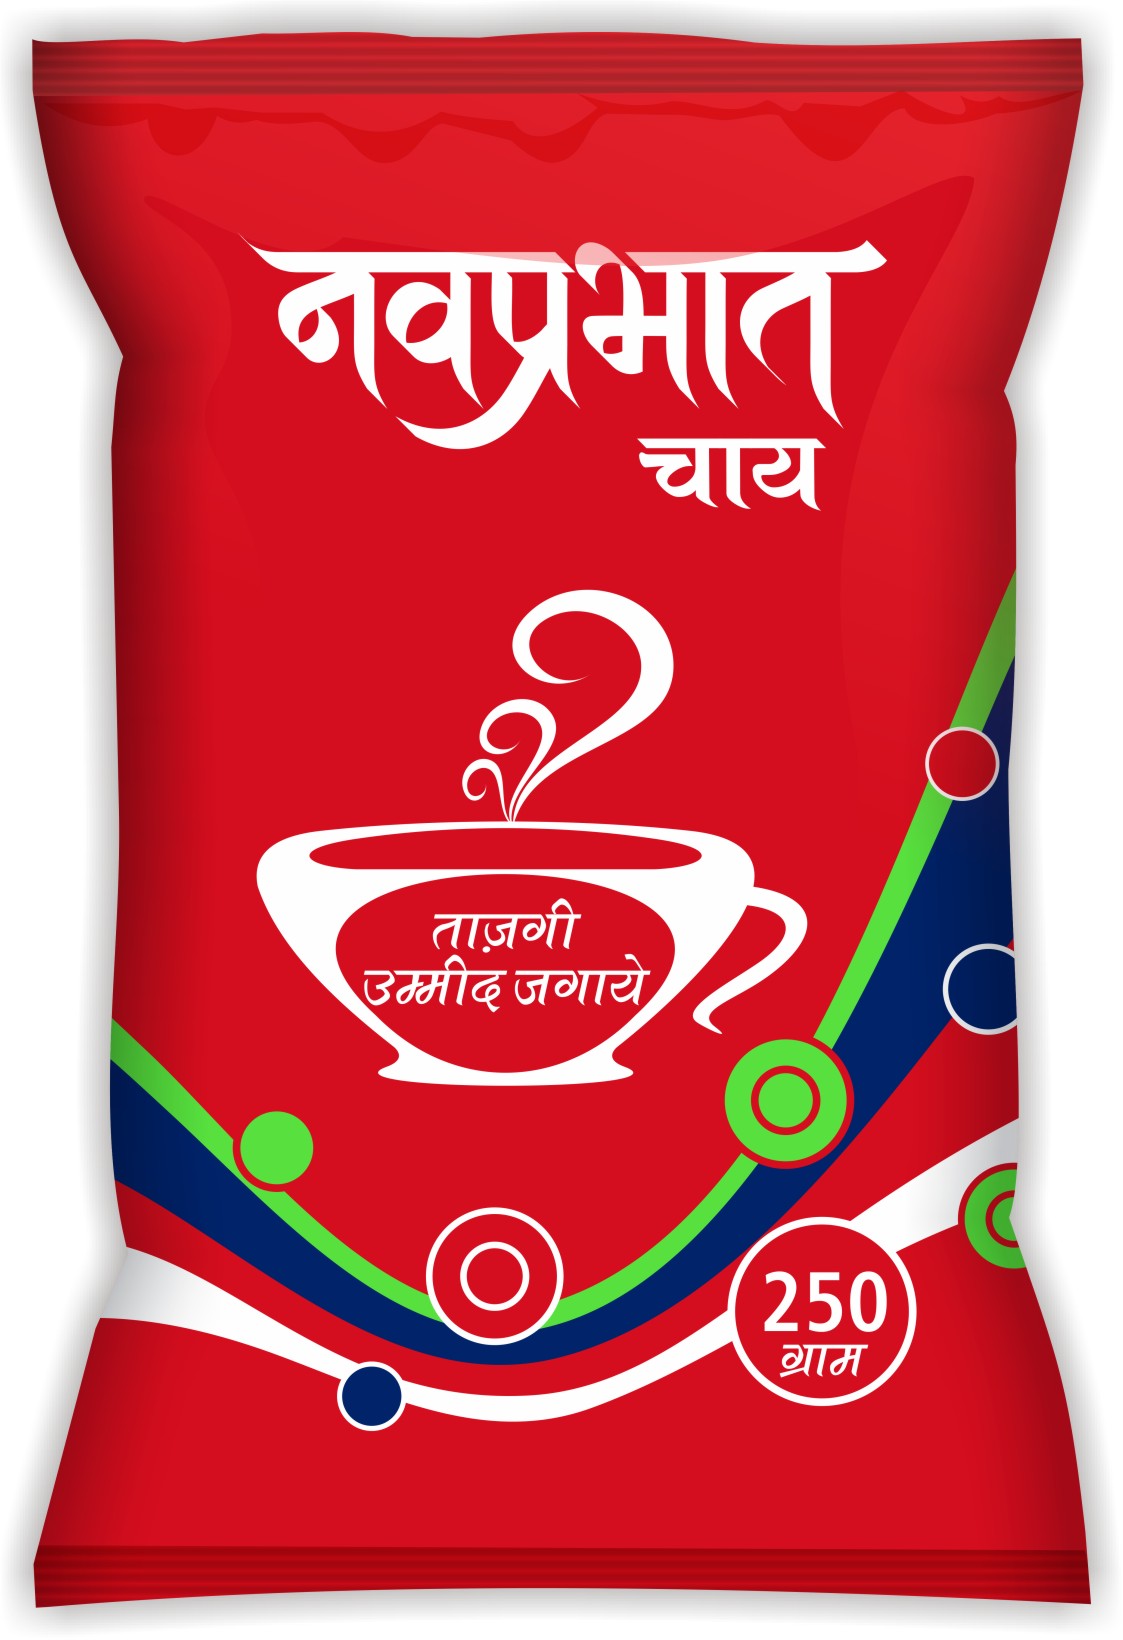 नवप्रभात
चाय
ताज़गी
उम्मीद जगाये
250
ग्राम